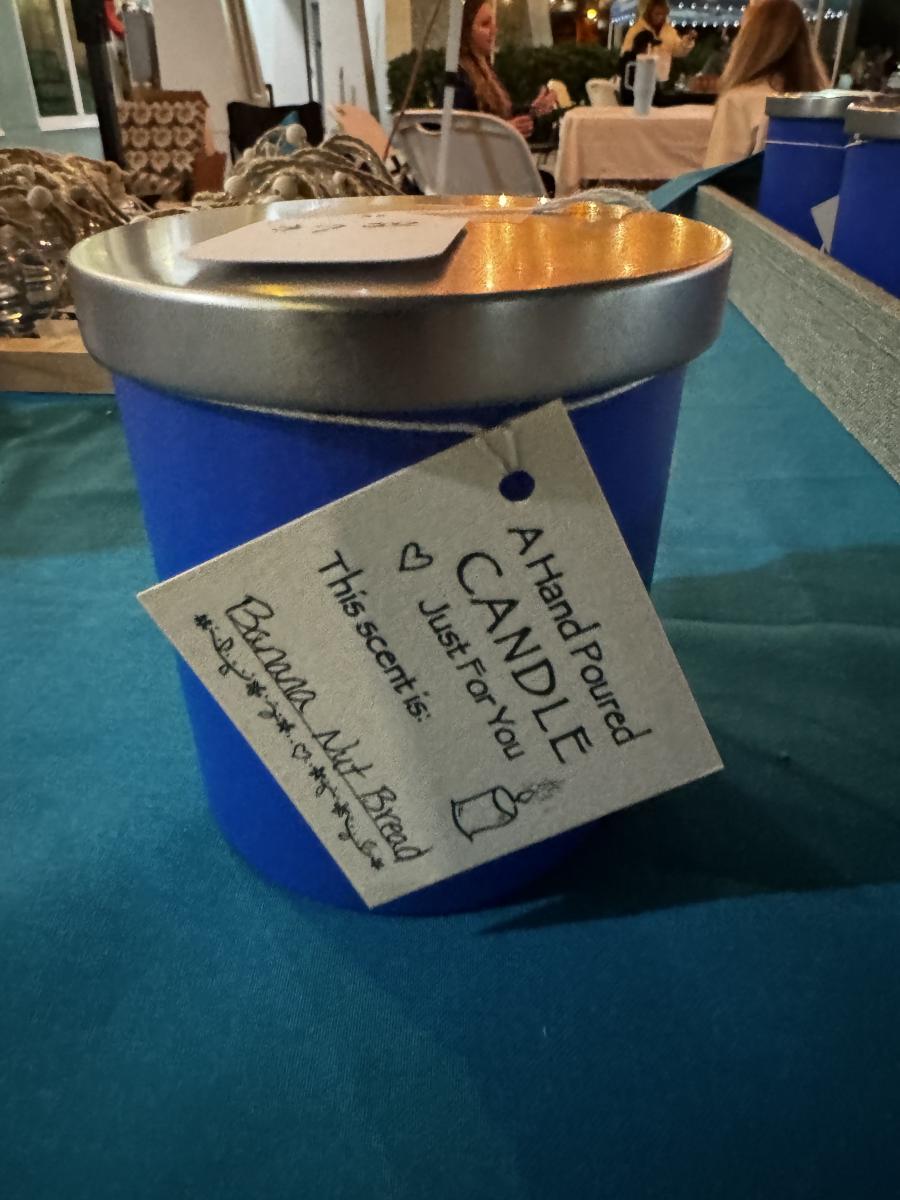 A Hand Poured
CANDLE
Just For You
This scent is:
Banana Nut Bread